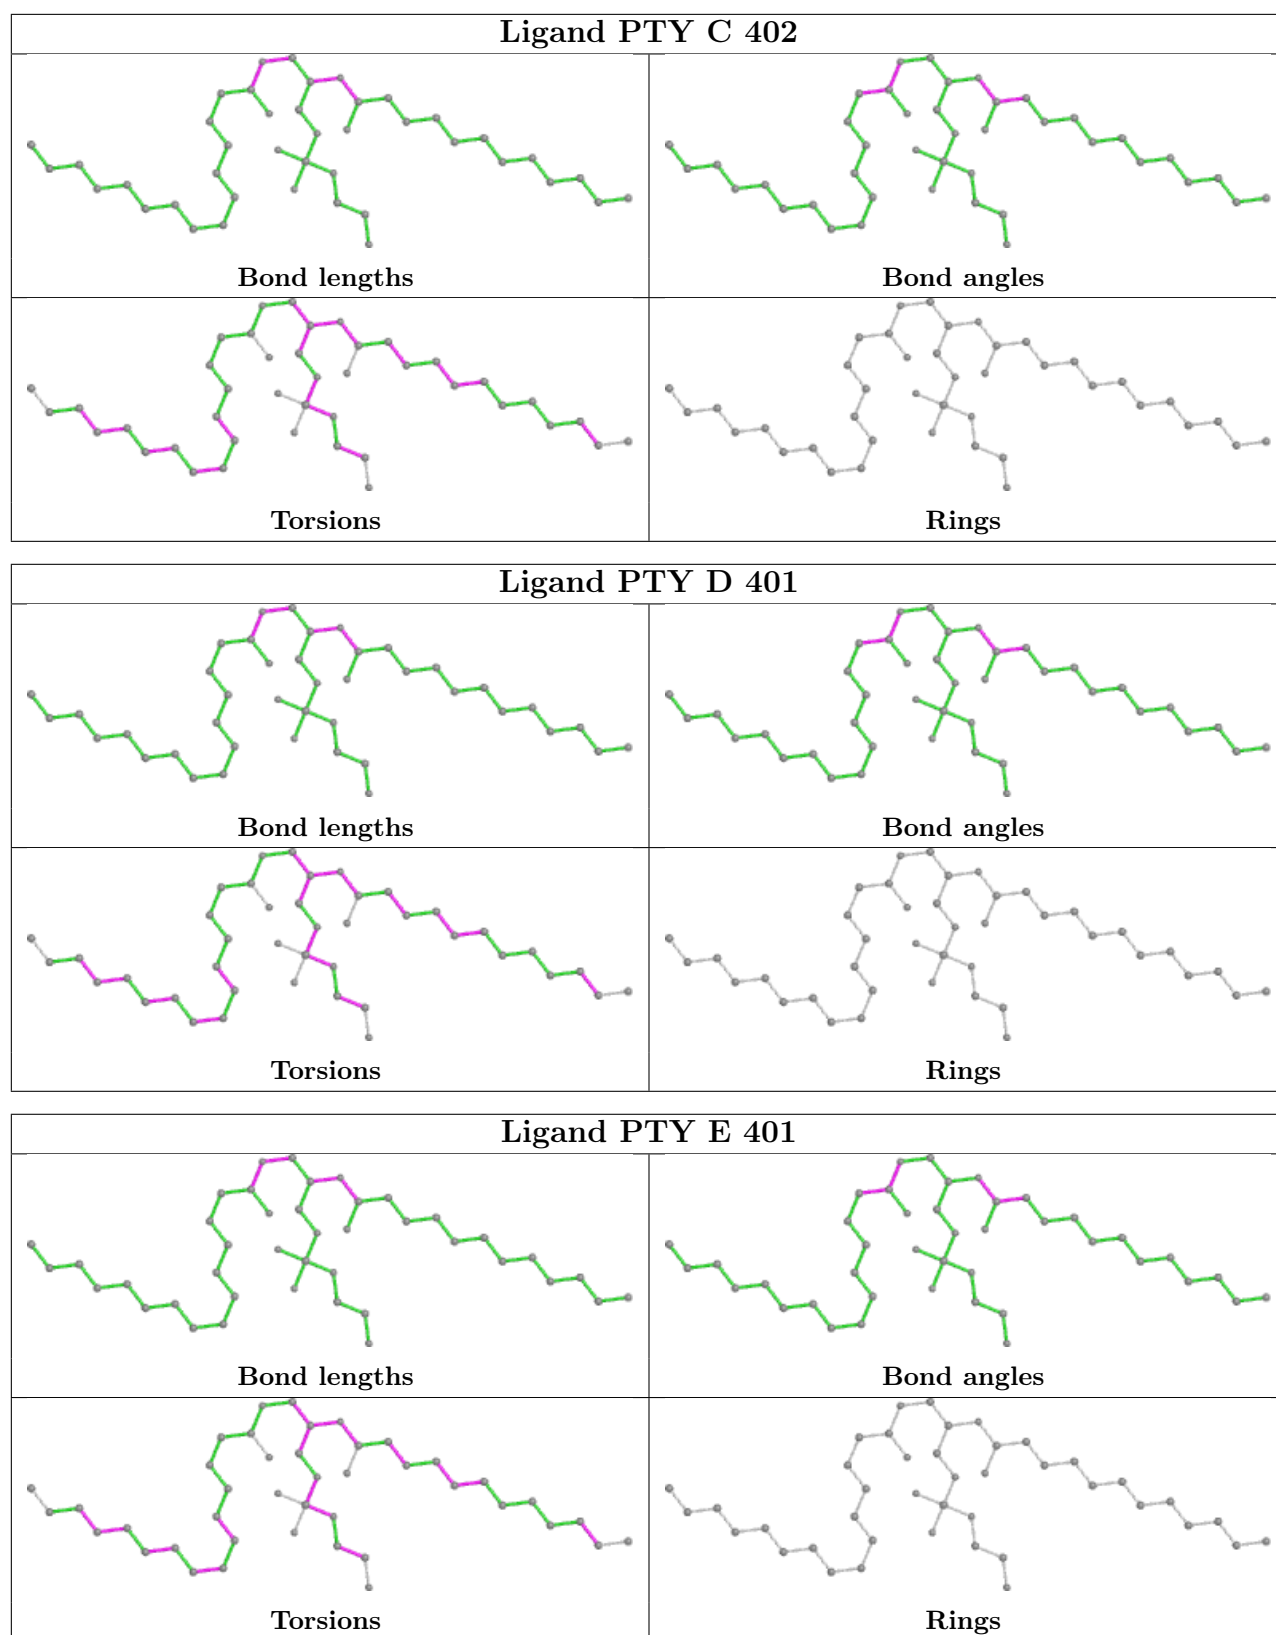 Ligand PTY C 402
Bond lengths
Bond angles
Torsions
Rings
Ligand PTY D 401
Bond lengths
Bond angles
Torsions
Rings
Ligand PTY E 401
Bond lengths
Bond angles
Torsions
Rings